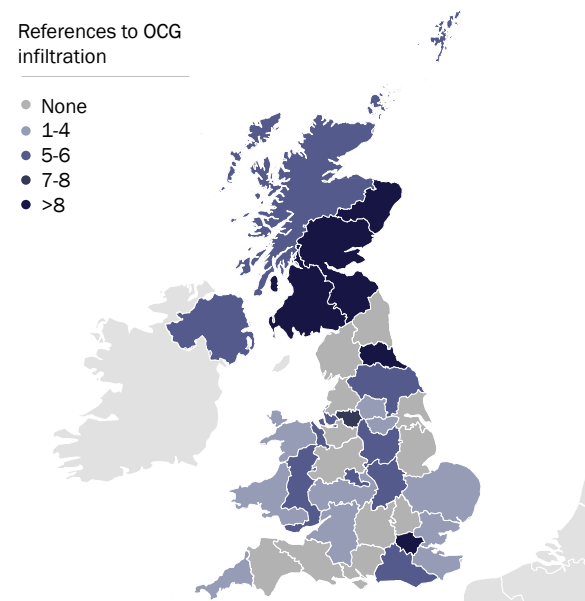 References to OCG
infiltration
None
1-4
5-6
7-8
>8